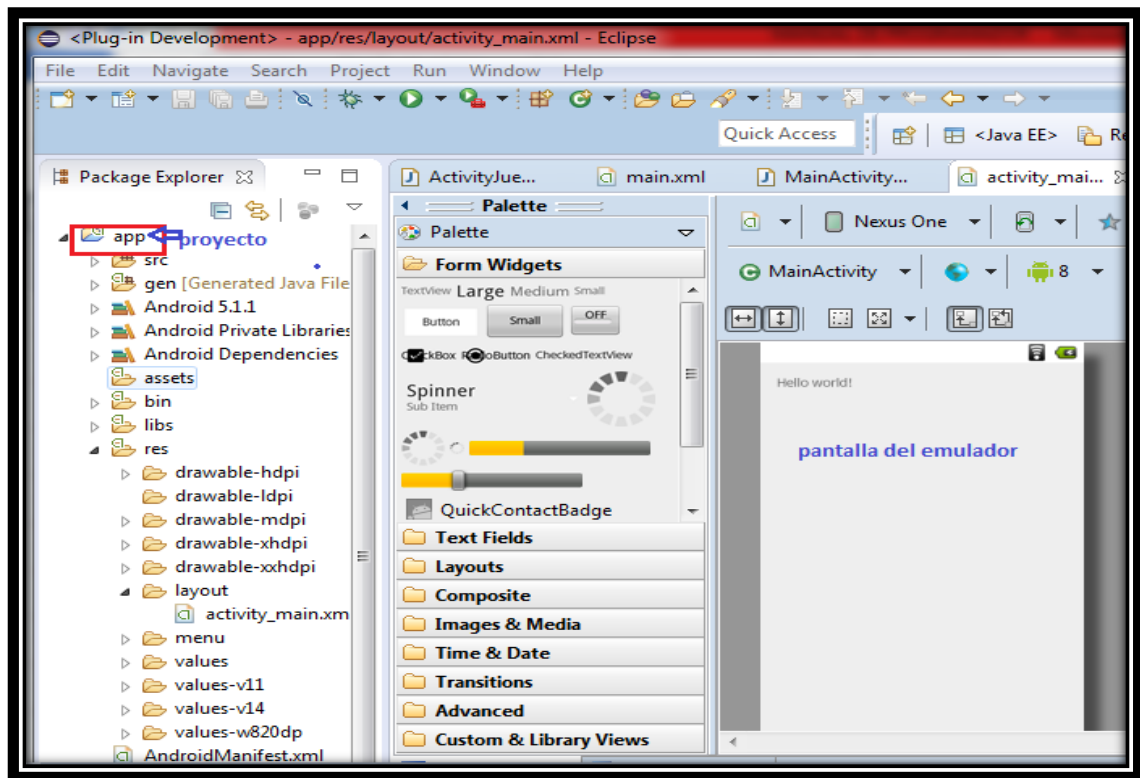 <Plug-in Development> - app/res/layout/activity_main.xml - Eclipse
File Edit Navigate Search Project Run Window Help
Quick Access <Java EE> Re
Package Explorer
app proyecto
src
gen [Generated Java File
Android 5.1.1
Android Private Libraries
Android Dependencies
assets
bin
libs
res
drawable-hdpi
drawable-ldpi
drawable-mdpi
drawable-xhdpi
drawable-xxhdpi
layout
activity_main.xm
menu
values
values-v11
values-v14
values-w820dp
AndroidManifest.xml
ActivityJue... main.xml MainActivity... activity_mai...
Palette
Palette
Form Widgets
TextView Large Medium Small
Button Small OFF
CheckBox RadioButton CheckedTextView
Spinner
Sub Item
QuickContactBadge
Text Fields
Layouts
Composite
Images & Media
Time & Date
Transitions
Advanced
Custom & Library Views
Nexus One
MainActivity 8
Hello world!
pantalla del emulador